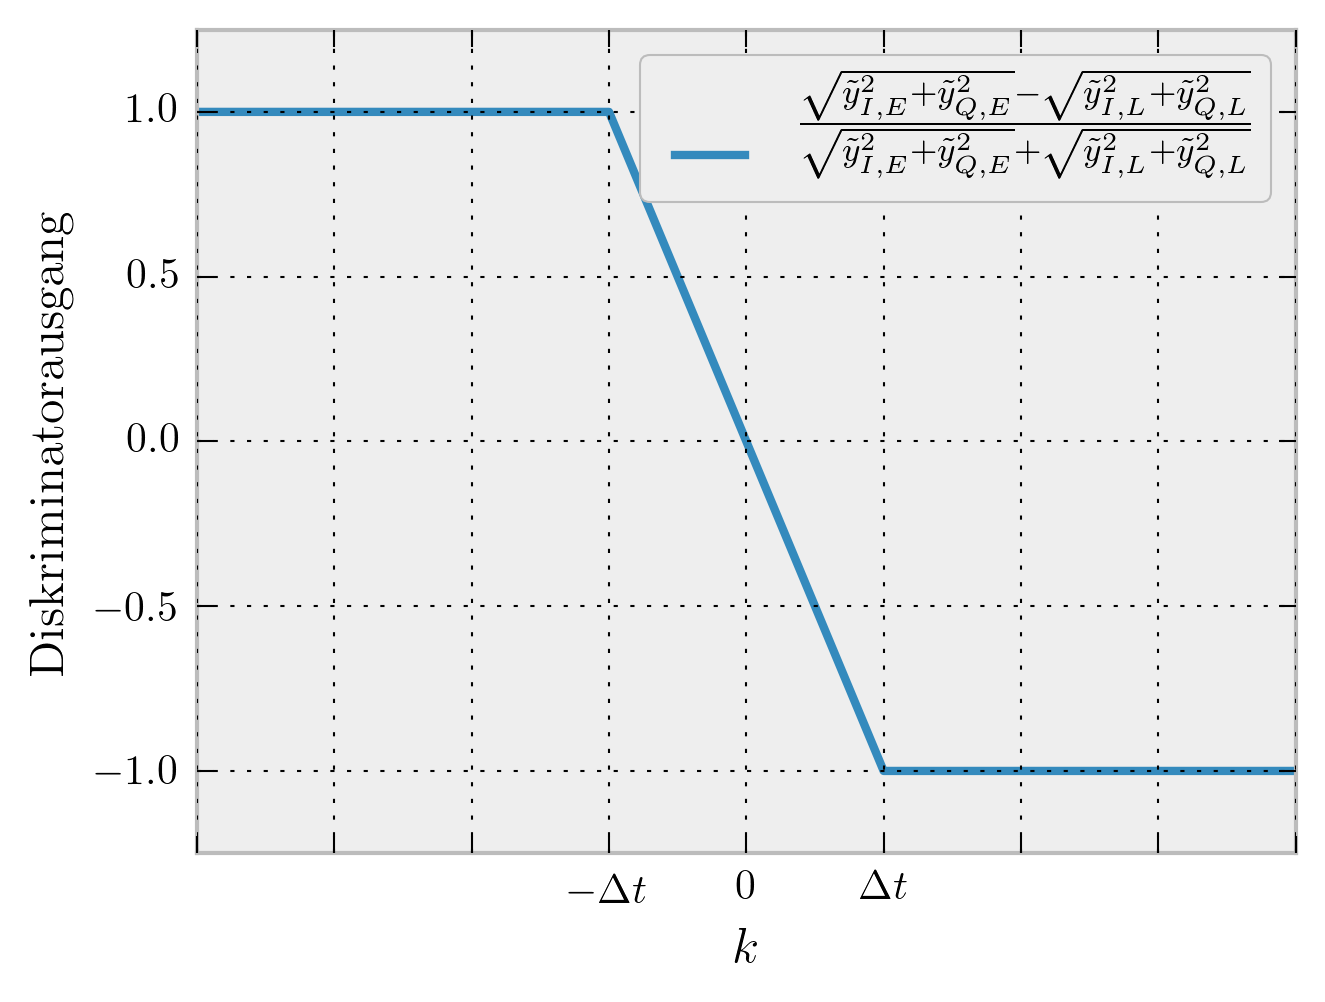 1.0
0.5
0.0
−0.5
−1.0
Diskriminatorausgang
√ỹ²_{I,E}+ỹ²_{Q,E}−√ỹ²_{I,L}+ỹ²_{Q,L}
√ỹ²_{I,E}+ỹ²_{Q,E}+√ỹ²_{I,L}+ỹ²_{Q,L}
−Δt 0 Δt
k